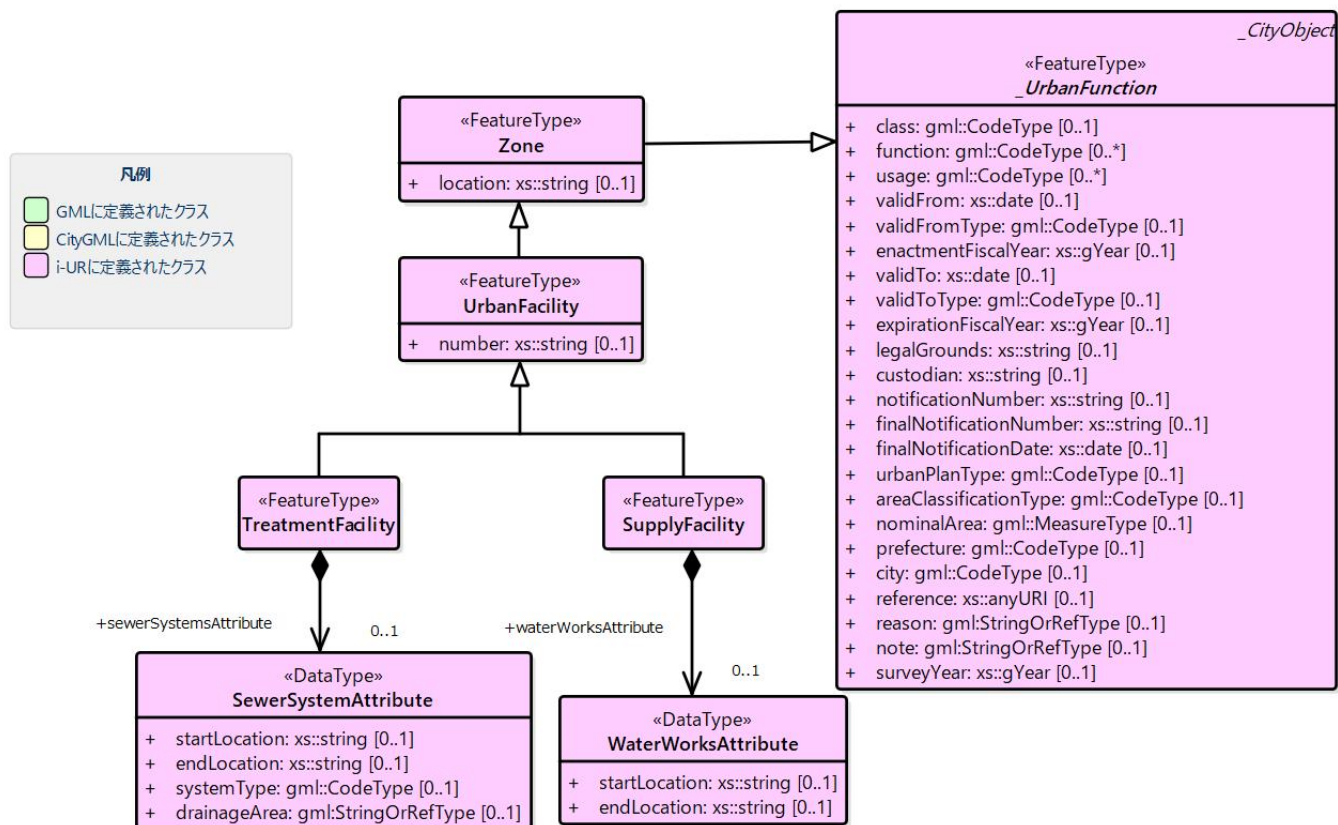 凡例
GMLに定義されたクラス
CityGMLに定義されたクラス
i-URに定義されたクラス
«FeatureType»
Zone
+ location: xs::string [0..1]
«FeatureType»
UrbanFacility
+ number: xs::string [0..1]
«FeatureType»
TreatmentFacility
«FeatureType»
SupplyFacility
+sewerSystemsAttribute
0..1
+waterWorksAttribute
0..1
«DataType»
SewerSystemAttribute
+ startLocation: xs::string [0..1]
+ endLocation: xs::string [0..1]
+ systemType: gml::CodeType [0..1]
+ drainageArea: gml:StringOrRefType [0..1]
«DataType»
WaterWorksAttribute
+ startLocation: xs::string [0..1]
+ endLocation: xs::string [0..1]
_CityObject
«FeatureType»
_UrbanFunction
+ class: gml::CodeType [0..1]
+ function: gml::CodeType [0..*]
+ usage: gml::CodeType [0..*]
+ validFrom: xs::date [0..1]
+ validFromType: gml::CodeType [0..1]
+ enactmentFiscalYear: xs::gYear [0..1]
+ validTo: xs::date [0..1]
+ validToType: gml::CodeType [0..1]
+ expirationFiscalYear: xs::gYear [0..1]
+ legalGrounds: xs::string [0..1]
+ custodian: xs::string [0..1]
+ notificationNumber: xs::string [0..1]
+ finalNotificationNumber: xs::string [0..1]
+ finalNotificationDate: xs::date [0..1]
+ urbanPlanType: gml::CodeType [0..1]
+ areaClassificationType: gml::CodeType [0..1]
+ nominalArea: gml::MeasureType [0..1]
+ prefecture: gml::CodeType [0..1]
+ city: gml::CodeType [0..1]
+ reference: xs::anyURI [0..1]
+ reason: gml:StringOrRefType [0..1]
+ note: gml:StringOrRefType [0..1]
+ surveyYear: xs::gYear [0..1]